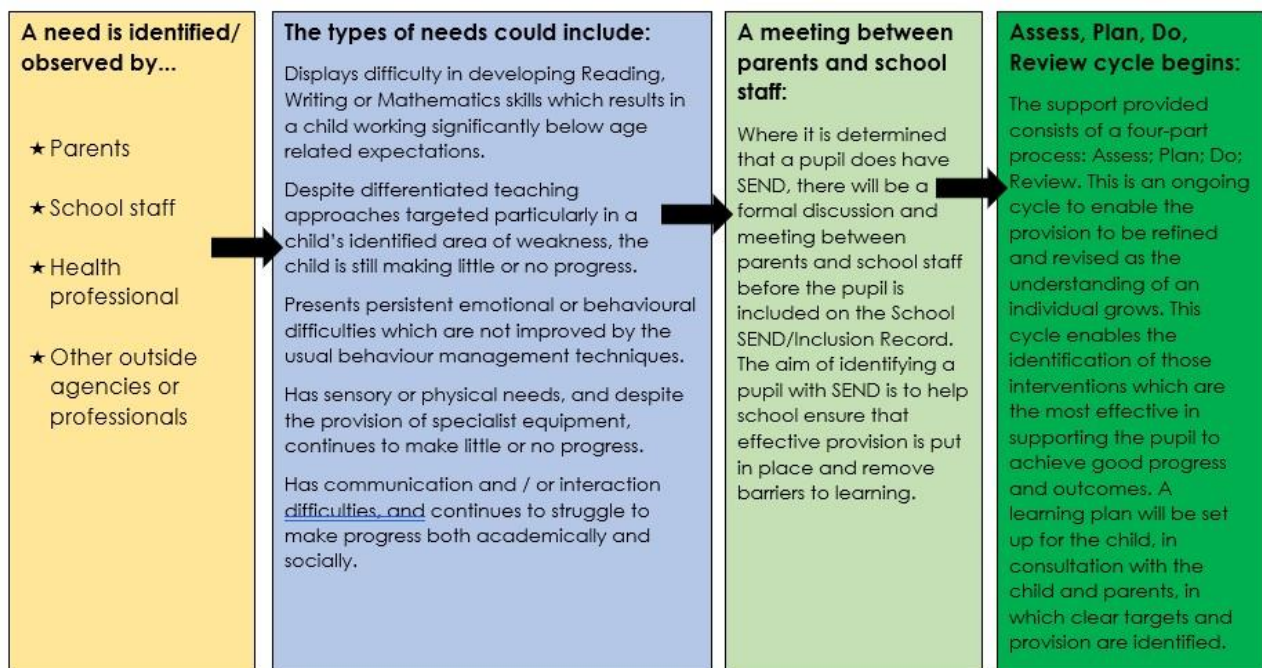 A need is identified/
observed by...
★ Parents
★ School staff
★ Health
professional
★ Other outside
agencies or
professionals
The types of needs could include:
Displays difficulty in developing Reading,
Writing or Mathematics skills which results in
a child working significantly below age
related expectations.
Despite differentiated teaching
approaches targeted particularly in a
child's identified area of weakness, the
child is still making little or no progress.
Presents persistent emotional or behavioural
difficulties which are not improved by the
usual behaviour management techniques.
Has sensory or physical needs, and despite
the provision of specialist equipment,
continues to make little or no progress.
Has communication and / or interaction
difficulties, and continues to struggle to
make progress both academically and
socially.
A meeting between
parents and school
staff:
Where it is determined
that a pupil does have
SEND, there will be a
formal discussion and
meeting between
parents and school staff
before the pupil is
included on the School
SEND/Inclusion Record.
The aim of identifying a
pupil with SEND is to help
school ensure that
effective provision is put
in place and remove
barriers to learning.
Assess, Plan, Do,
Review cycle begins:
The support provided
consists of a four-part
process: Assess; Plan; Do;
Review. This is an ongoing
cycle to enable the
provision to be refined
and revised as the
understanding of an
individual grows. This
cycle enables the
identification of those
interventions which are
the most effective in
supporting the pupil to
achieve good progress
and outcomes. A
learning plan will be set
up for the child, in
consultation with the
child and parents, in
which clear targets and
provision are identified.